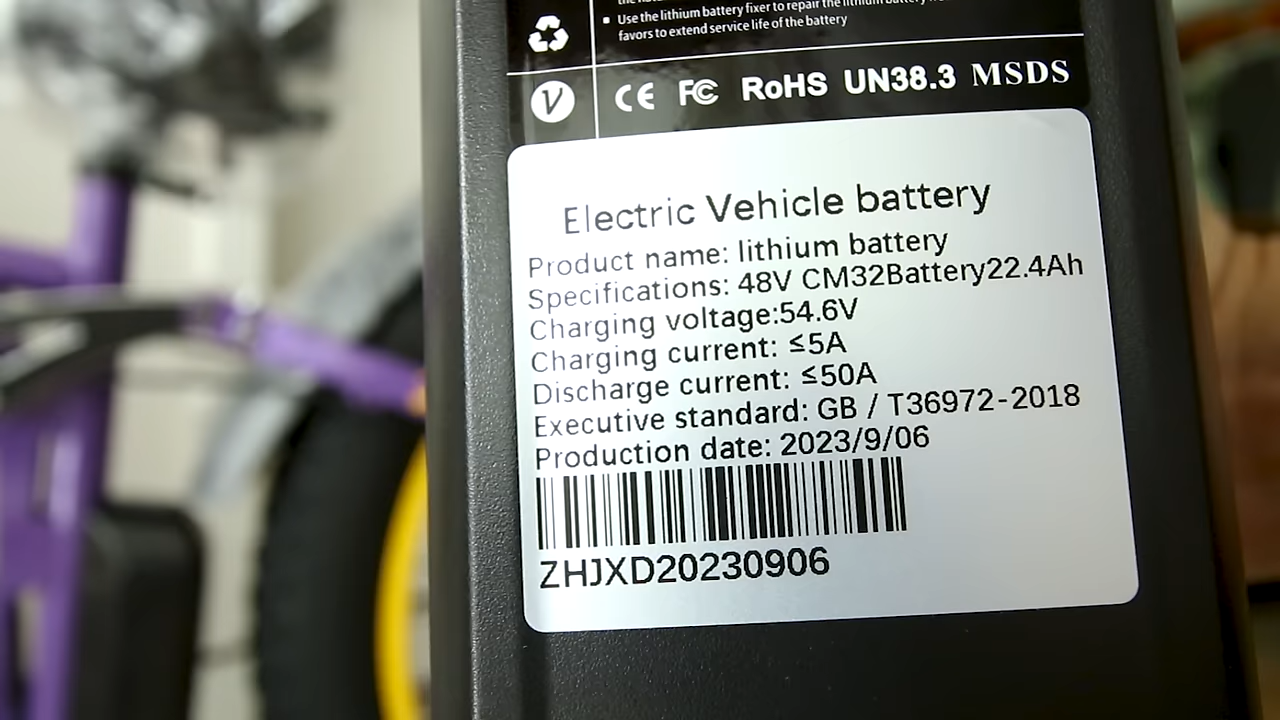 Use the lithium battery fixer to repair the lithium battery
favors to extend service life of the battery
V
CE FC RoHS UN38.3 MSDS
Electric Vehicle battery
Product name: lithium battery
Specifications: 48V CM32Battery22.4Ah
Charging voltage:54.6V
Charging current: ≤5A
Discharge current: ≤50A
Executive standard: GB / T36972-2018
Production date: 2023/9/06
ZHJXD20230906